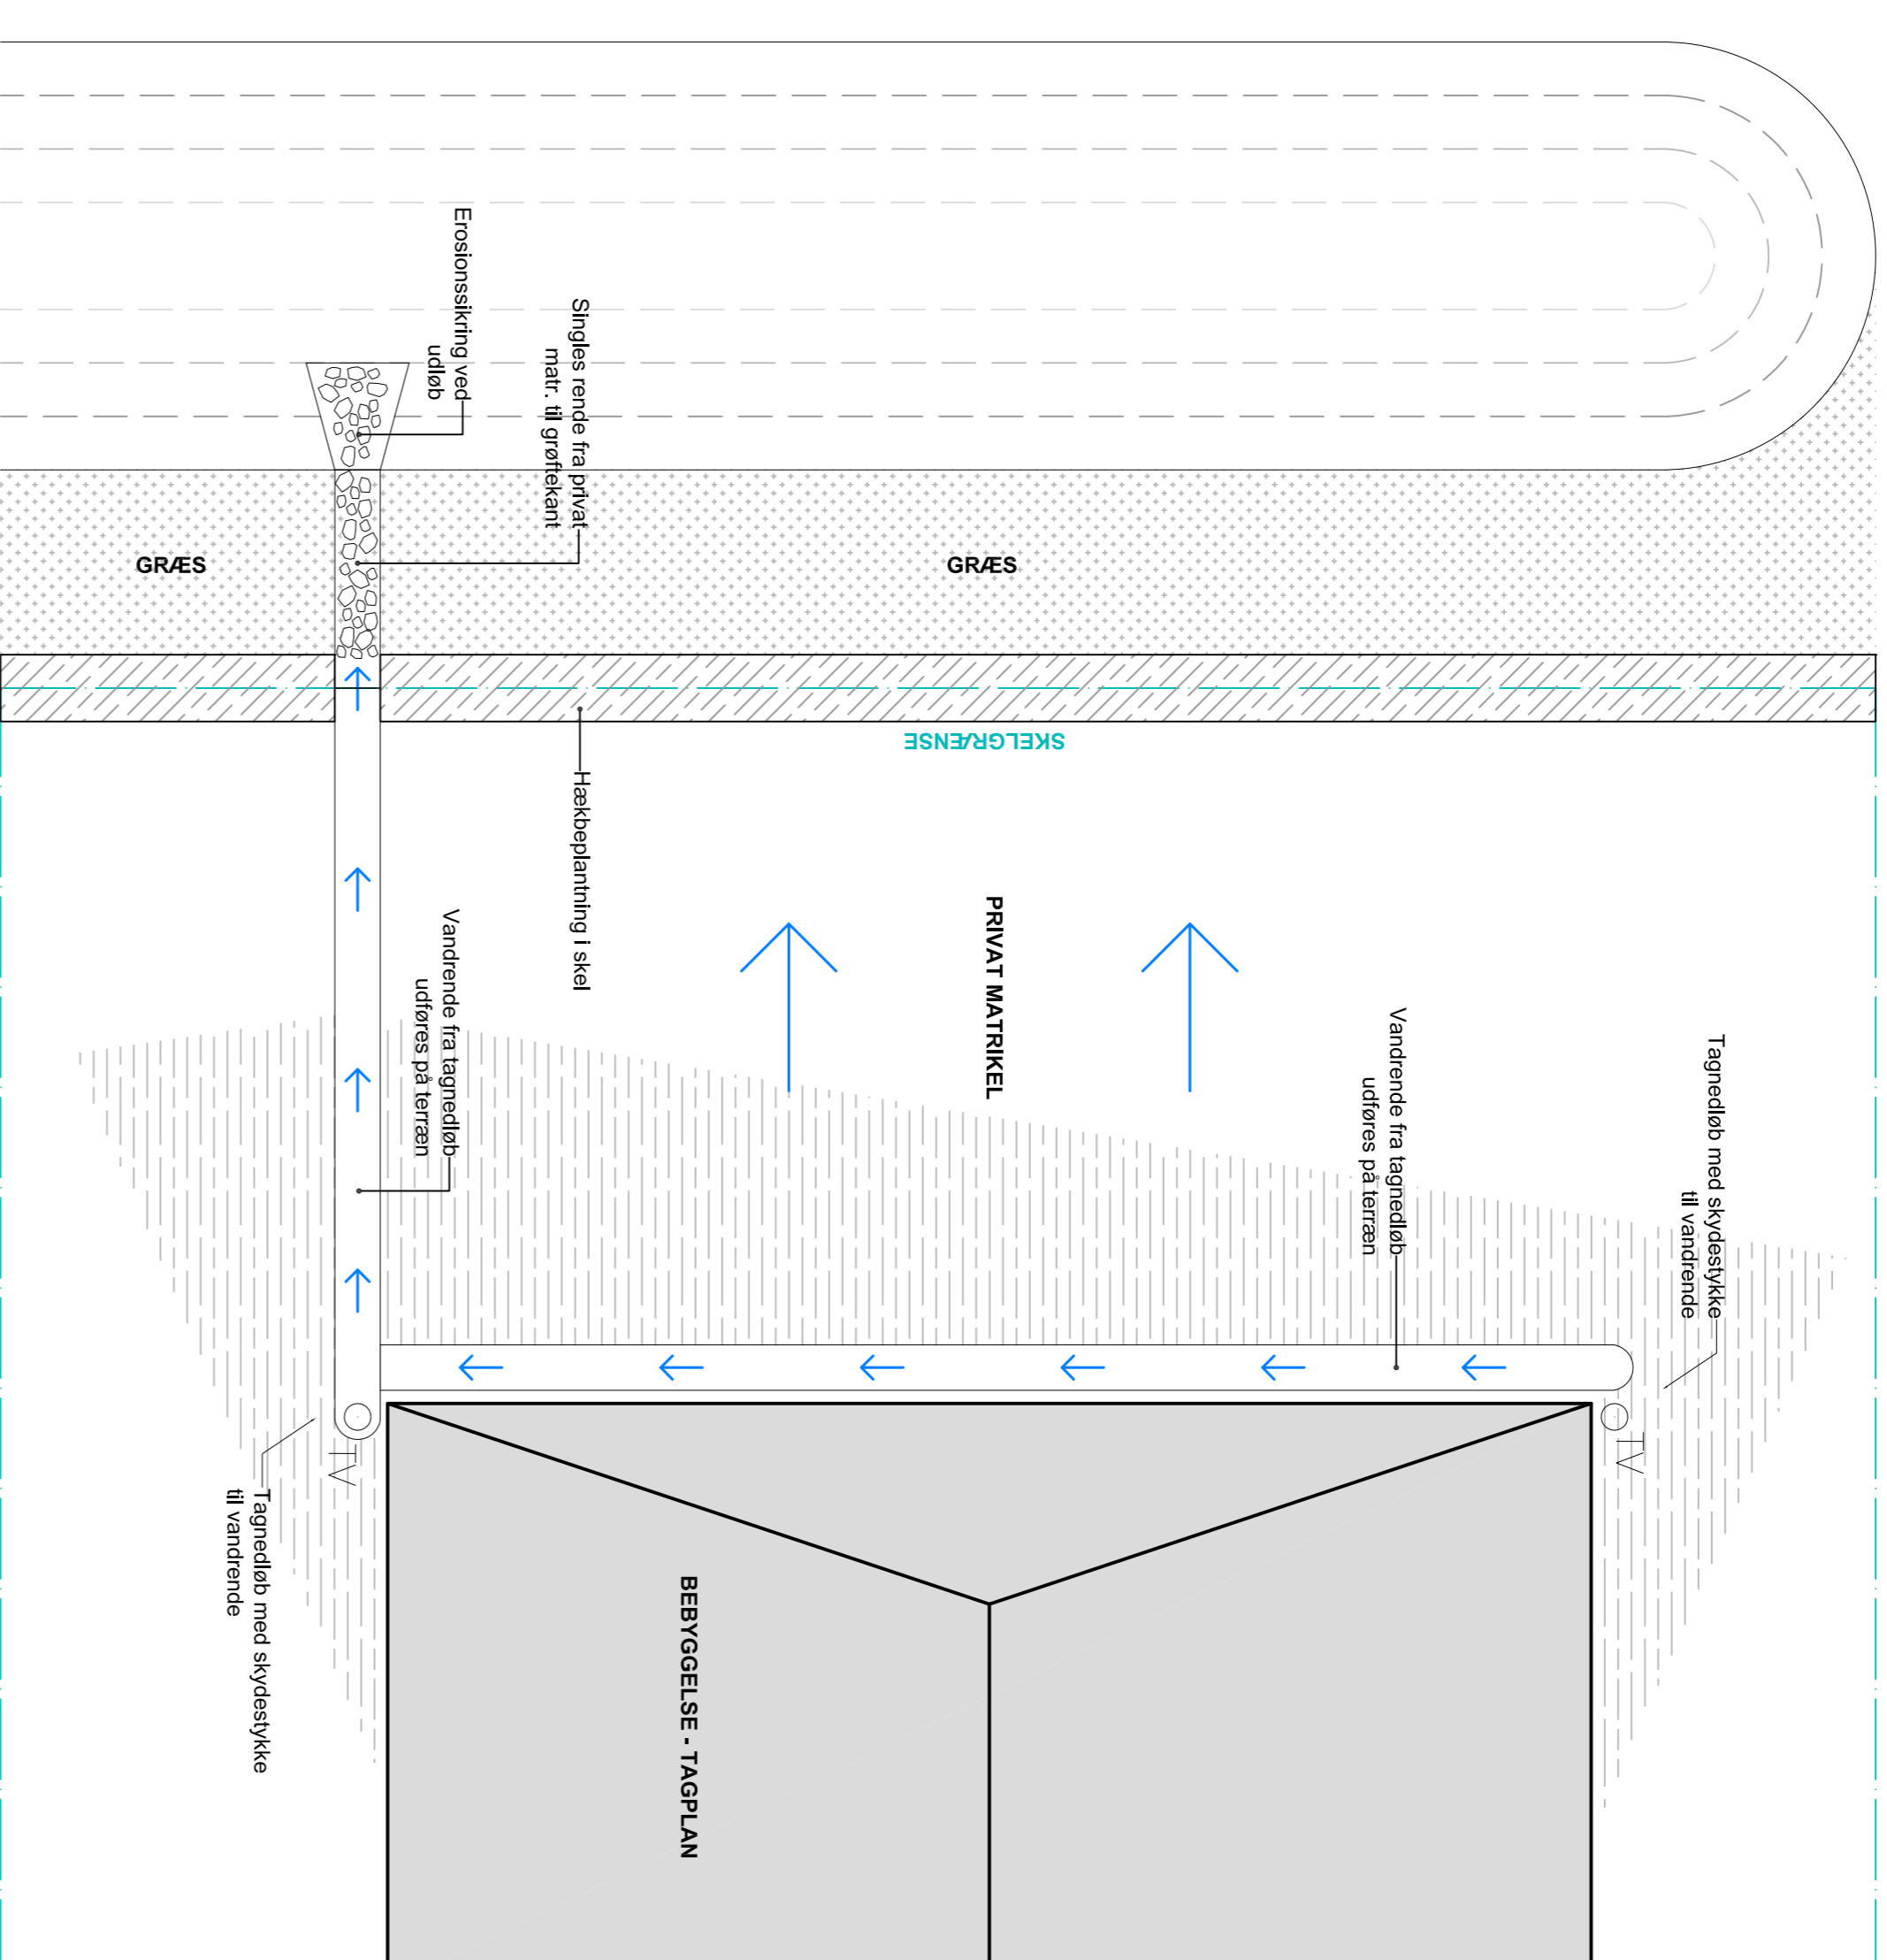 Erosionssikring ved
udløb
Singles rende fra privat
matr. til grøftekant
GRÆS
GRÆS
SKELGRÆNSE
Hækbeplantning i skel
PRIVAT MATRIKEL
Vandrende fra tagnedløb
udføres på terræn
Vandrende fra tagnedløb
udføres på terræn
Tagnedløb med skydestykke
til vandrende
TV
TV
Tagnedløb med skydestykke
til vandrende
BEBYGGELSE - TAGPLAN